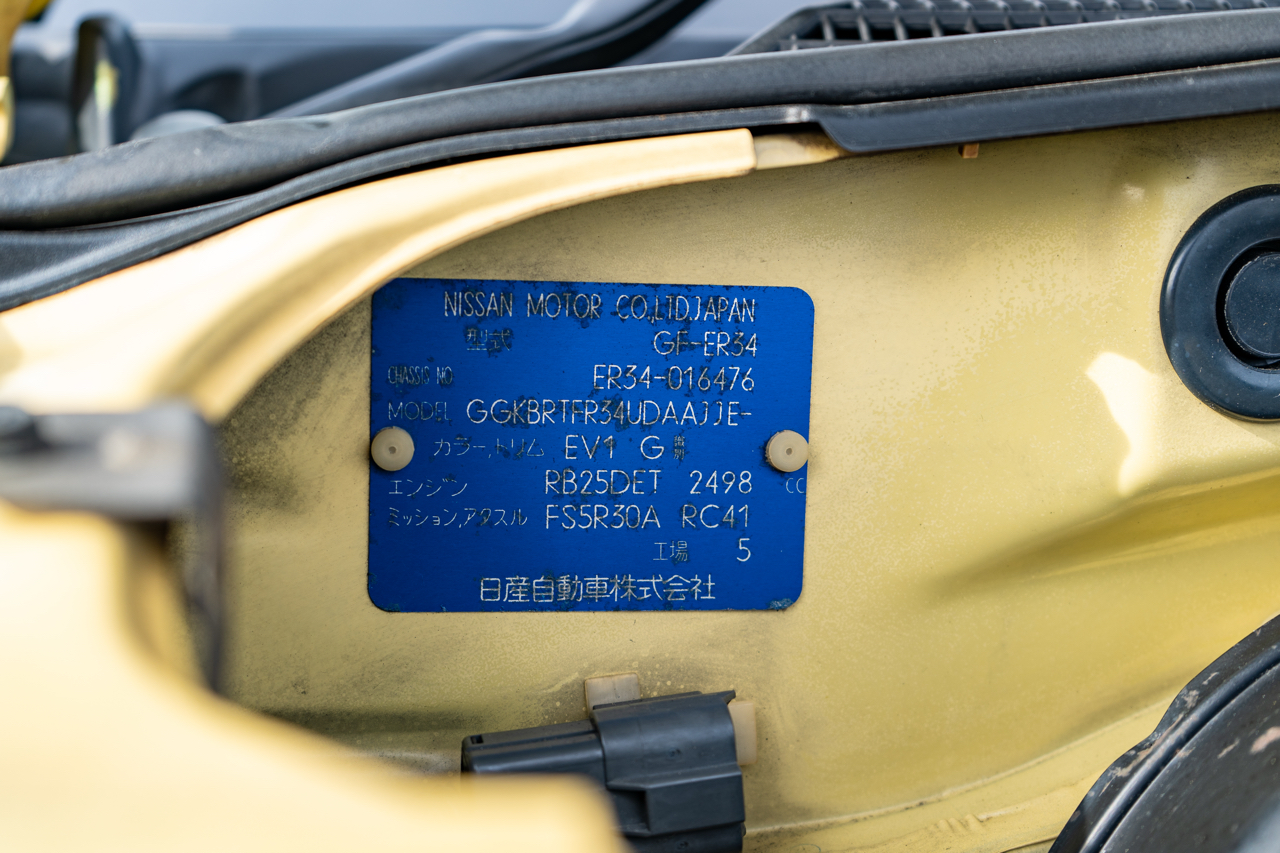 NISSAN MOTOR CO.,LTD.JAPAN
型式 GF-ER34
CHASSIS NO ER34-016476
MODEL GGKBRTFR34UDAAJJE-
カラー,トリム EV1 G 識別
エンジン RB25DET 2498 CC
ミッション,アクスル FS5R30A RC41
工場 5
日産自動車株式会社